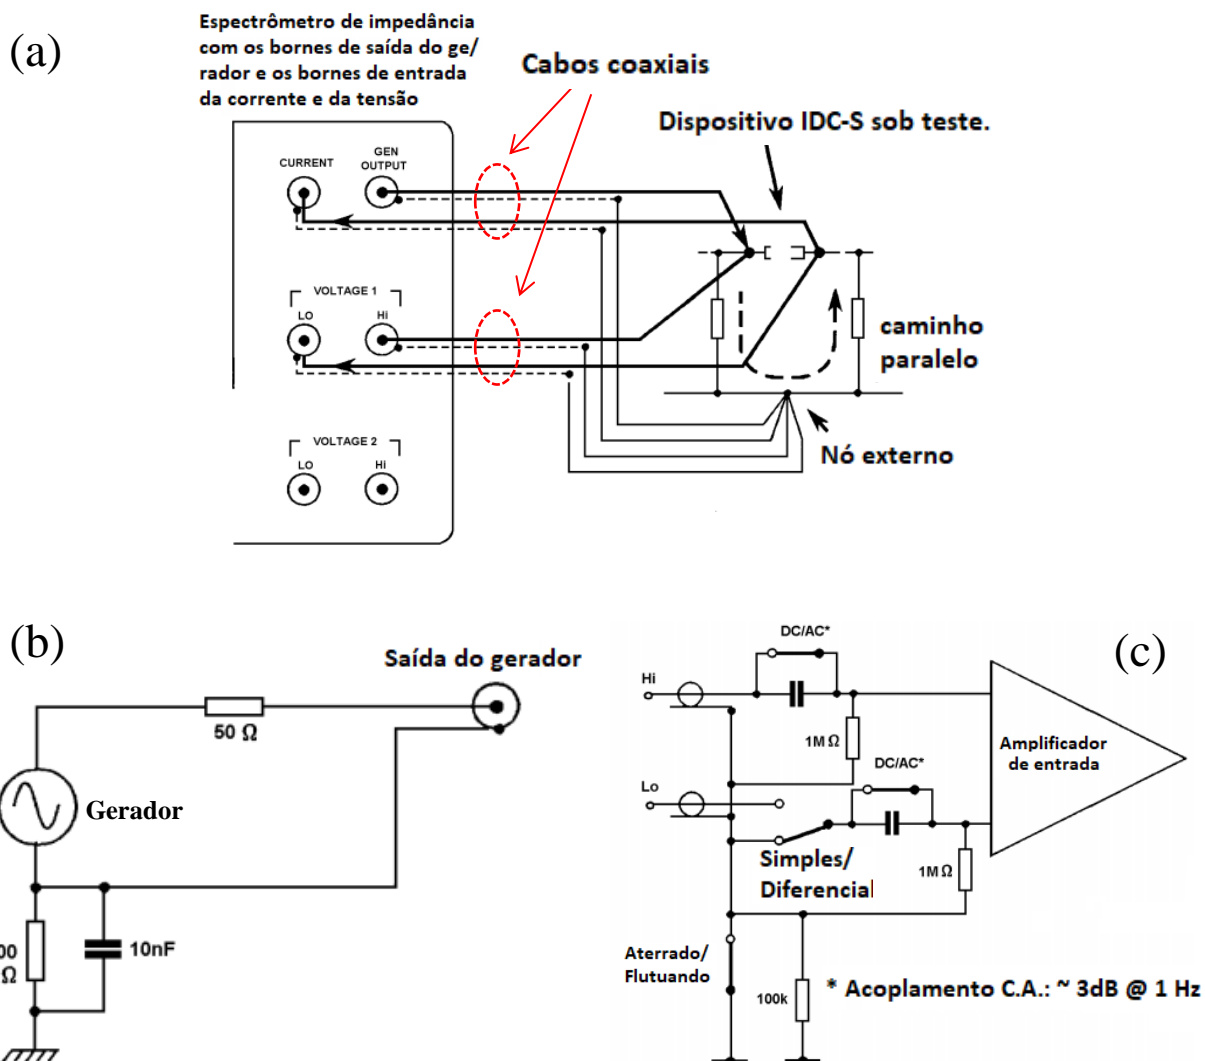 (a)
Espectrômetro de impedância
com os bornes de saída do ge/
rador e os bornes de entrada
da corrente e da tensão
Cabos coaxiais
Dispositivo IDC-S sob teste.
CURRENT
GEN
OUTPUT
VOLTAGE 1
LO
Hi
caminho
paralelo
Nó externo
VOLTAGE 2
LO
Hi
(b)
Saída do gerador
50 Ω
Gerador
00
Ω
10nF
(c)
DC/AC*
Hi
1M Ω
Amplificador
de entrada
DC/AC*
Lo
Simples/
Diferencial
1M Ω
Aterrado/
Flutuando
100k
* Acoplamento C.A.: ~ 3dB @ 1 Hz